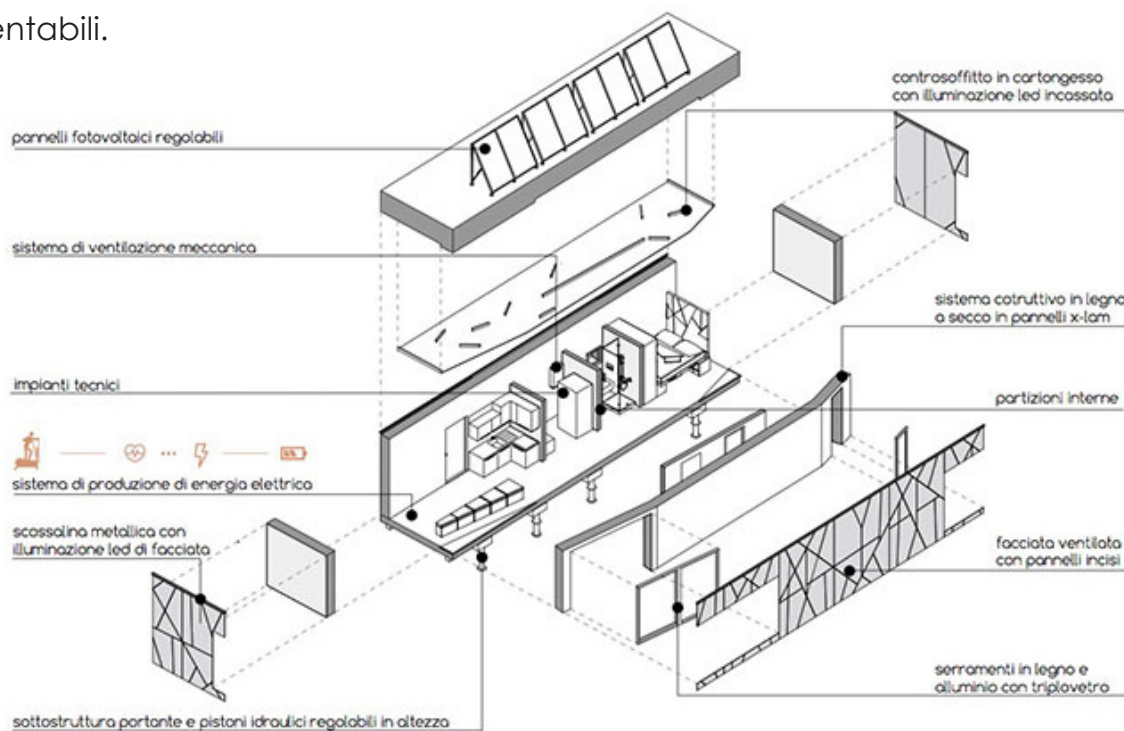 entabili.
controsoffitto in cartongesso
con illuminazione led incassata
pannelli fotovoltaici regolabili
sistema di ventilazione meccanica
sistema cotruttivo in legno
a secco in pannelli x-lam
impianti tecnici
partizioni interne
sistema di produzione di energia elettrica
scossalina metallica con
illuminazione led di facciata
facciata ventilata
con pannelli incisi
serramenti in legno e
alluminio con triplovetro
sottostruttura portante e pistoni idraulici regolabili in altezza